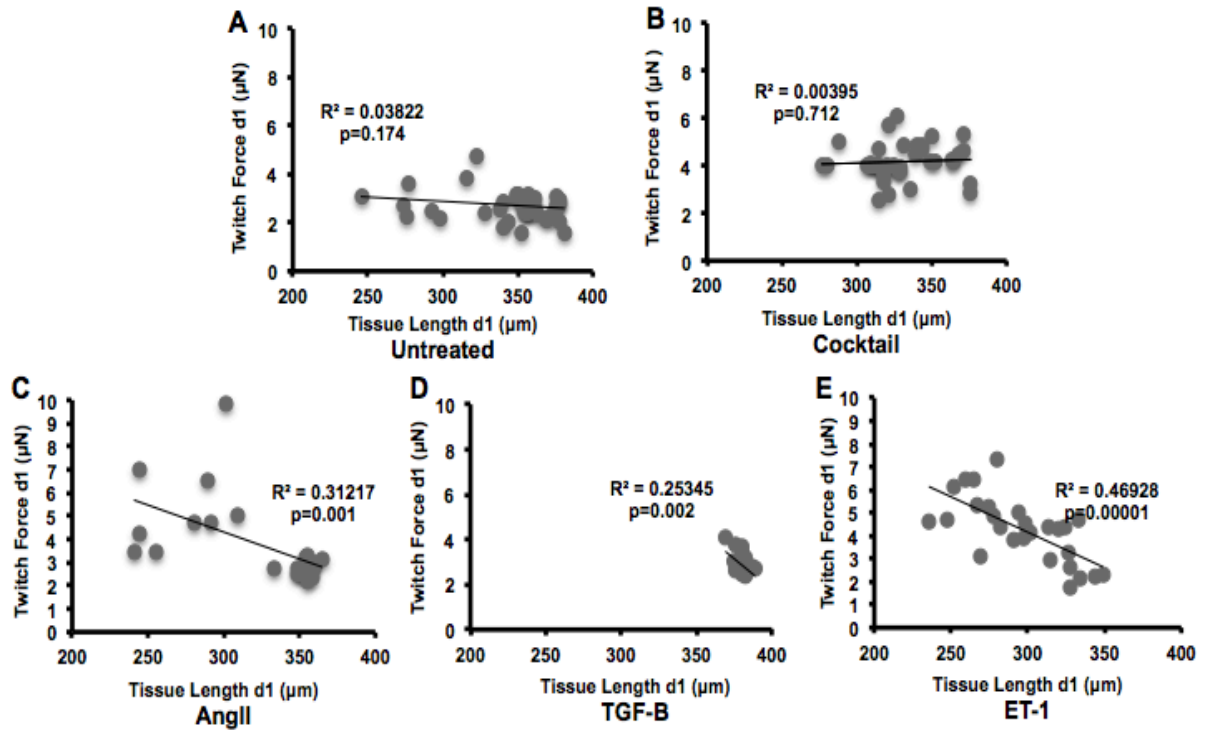 A
10
8
6
4
2
0
Twitch Force d1 (µN)
R² = 0.03822
p=0.174
200 250 300 350 400
Tissue Length d1 (µm)
Untreated
B
10
8
6
4
2
0
Twitch Force d1 (µN )
R² = 0.00395
p=0.712
200 250 300 350 400
Tissue Length d1 (µm)
Cocktail
C
10
9
8
7
6
5
4
3
2
1
0
Twitch Force d1 (µN)
R² = 0.31217
p=0.001
200 250 300 350 400
Tissue Length d1 (µm)
AngII
D
10
8
6
4
2
0
Twitch Force d1 (µN)
R² = 0.25345
p=0.002
200 250 300 350 400
Tissue Length d1 (µm)
TGF-B
E
10
9
8
7
6
5
4
3
2
1
0
Twitch Force d1 (µN)
R² = 0.46928
p=0.00001
200 250 300 350 400
Tissue Length d1 (µm)
ET-1